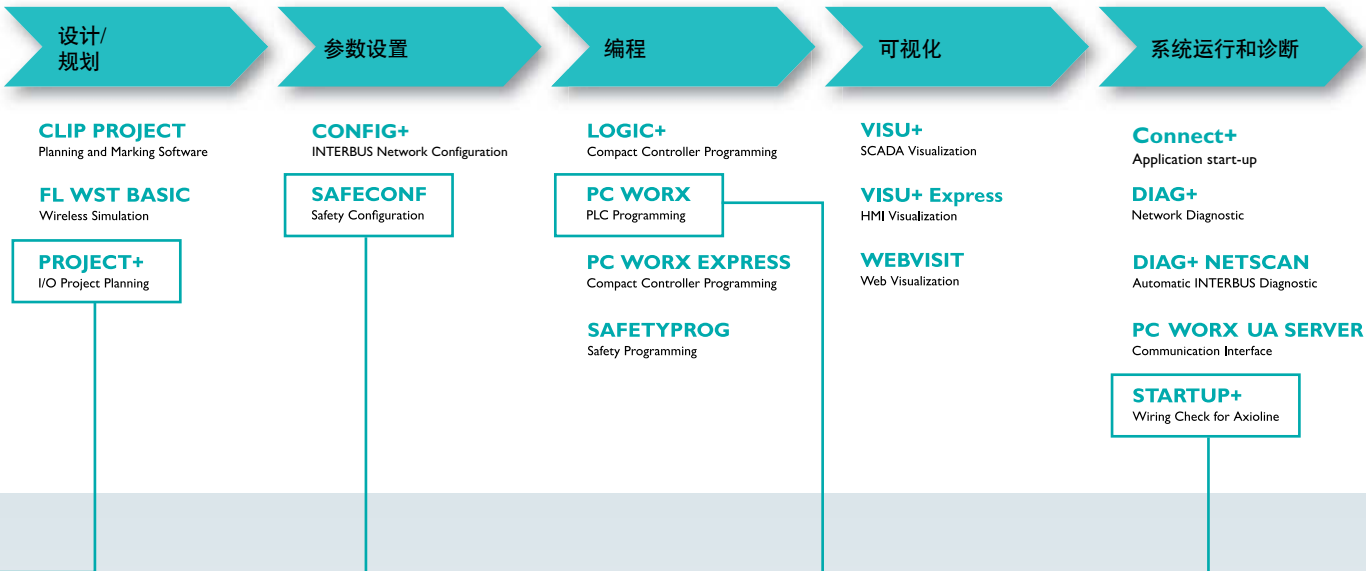 设计/
规划
参数设置
编程
可视化
系统运行和诊断
CLIP PROJECT
Planning and Marking Software
FL WST BASIC
Wireless Simulation
PROJECT+
I/O Project Planning
CONFIG+
INTERBUS Network Configuration
SAFECONF
Safety Configuration
LOGIC+
Compact Controller Programming
PC WORX
PLC Programming
PC WORX EXPRESS
Compact Controller Programming
SAFETYPROG
Safety Programming
VISU+
SCADA Visualization
VISU+ Express
HMI Visualization
WEBVISIT
Web Visualization
Connect+
Application start-up
DIAG+
Network Diagnostic
DIAG+ NETSCAN
Automatic INTERBUS Diagnostic
PC WORX UA SERVER
Communication Interface
STARTUP+
Wiring Check for Axioline